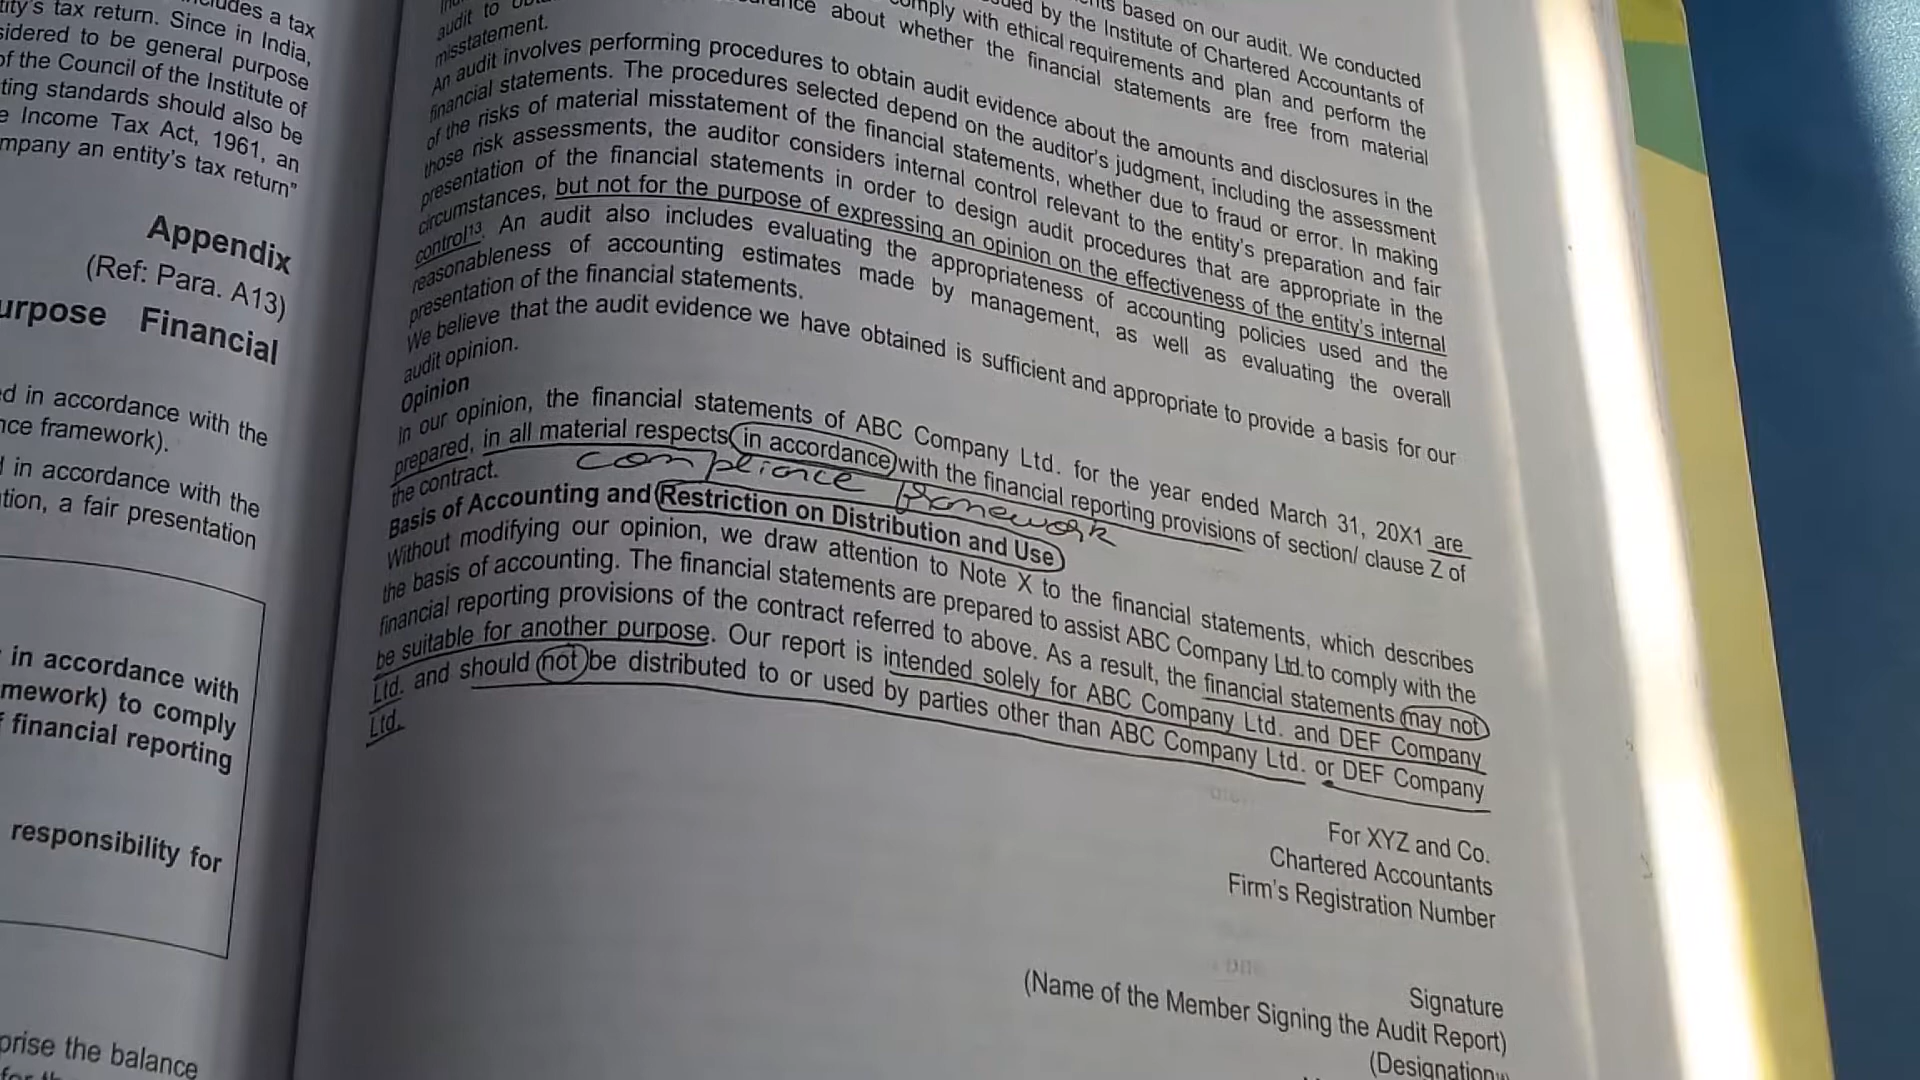 cludes a tax
tity's tax return. Since in India,
sidered to be general purpose
of the Council of the Institute of
ting standards should also be
e Income Tax Act, 1961, an
mpany an entity's tax return"
Appendix
(Ref: Para. A13)
urpose Financial
ed in accordance with the
nce framework).
d in accordance with the
tion, a fair presentation
in accordance with
mework) to comply
f financial reporting
responsibility for
prise the balance
nts based on our audit. We conducted
ued by the Institute of Chartered Accountants of
omply with ethical requirements and plan and perform the
audit to about whether the financial statements are free from material
misstatement.
An audit involves performing procedures to obtain audit evidence about the amounts and disclosures in the
financial statements. The procedures selected depend on the auditor's judgment, including the assessment
of the risks of material misstatement of the financial statements, whether due to fraud or error. In making
those risk assessments, the auditor considers internal control relevant to the entity's preparation and fair
presentation of the financial statements in order to design audit procedures that are appropriate in the
circumstances, but not for the purpose of expressing an opinion on the effectiveness of the entity's internal
control13. An audit also includes evaluating the appropriateness of accounting policies used and the
reasonableness of accounting estimates made by management, as well as evaluating the overall
presentation of the financial statements.
We believe that the audit evidence we have obtained is sufficient and appropriate to provide a basis for our
audit opinion.
Opinion
In our opinion, the financial statements of ABC Company Ltd. for the year ended March 31, 20X1 are
prepared, in all material respects in accordance with the financial reporting provisions of section/ clause Z of
the contract.
compliance framework
Basis of Accounting and Restriction on Distribution and Use
Without modifying our opinion, we draw attention to Note X to the financial statements, which describes
the basis of accounting. The financial statements are prepared to assist ABC Company Ltd. to comply with the
financial reporting provisions of the contract referred to above. As a result, the financial statements may not
be suitable for another purpose. Our report is intended solely for ABC Company Ltd. and DEF Company
Ltd. and should not be distributed to or used by parties other than ABC Company Ltd. or DEF Company
Ltd.
For XYZ and Co.
Chartered Accountants
Firm's Registration Number
Signature
(Name of the Member Signing the Audit Report)
(Designation